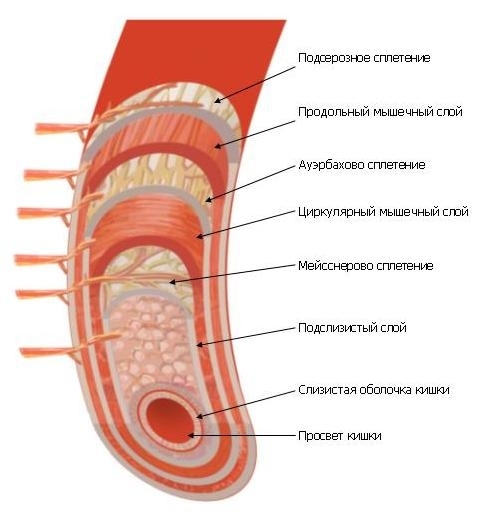 Подсерозное сплетение
Продольный мышечный слой
Ауэрбахово сплетение
Циркулярный мышечный слой
Мейсснерово сплетение
Подслизистый слой
Слизистая оболочка кишки
Просвет кишки